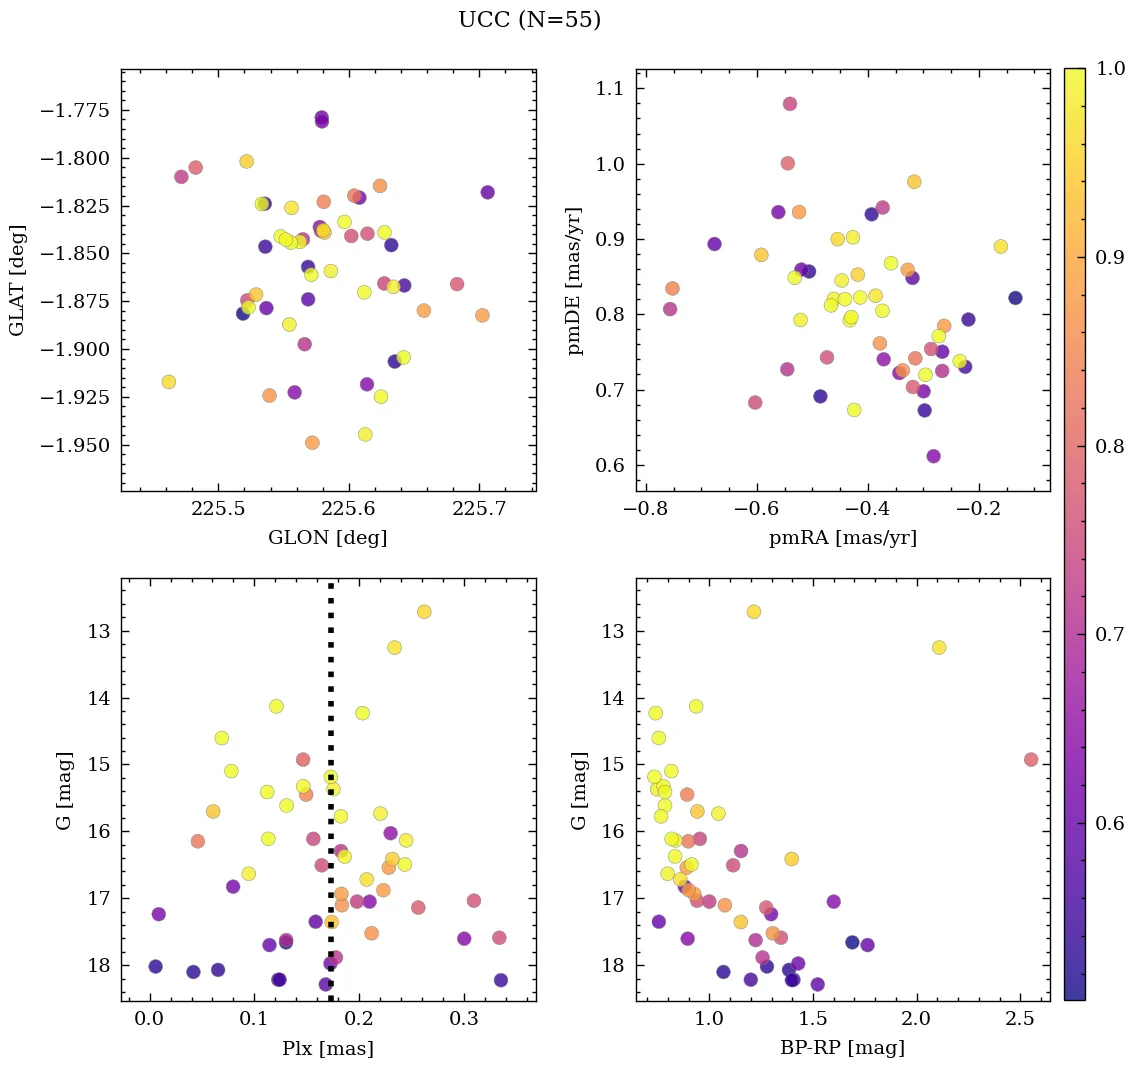 UCC (N=55)
−1.775
−1.800
−1.825
−1.850
−1.875
−1.900
−1.925
−1.950
GLAT [deg]
225.5 225.6 225.7
GLON [deg]
1.1
1.0
0.9
0.8
0.7
0.6
pmDE [mas/yr]
−0.8 −0.6 −0.4 −0.2
pmRA [mas/yr]
13
14
15
16
17
18
G [mag]
0.0 0.1 0.2 0.3
Plx [mas]
13
14
15
16
17
18
G [mag]
1.0 1.5 2.0 2.5
BP-RP [mag]
1.0
0.9
0.8
0.7
0.6